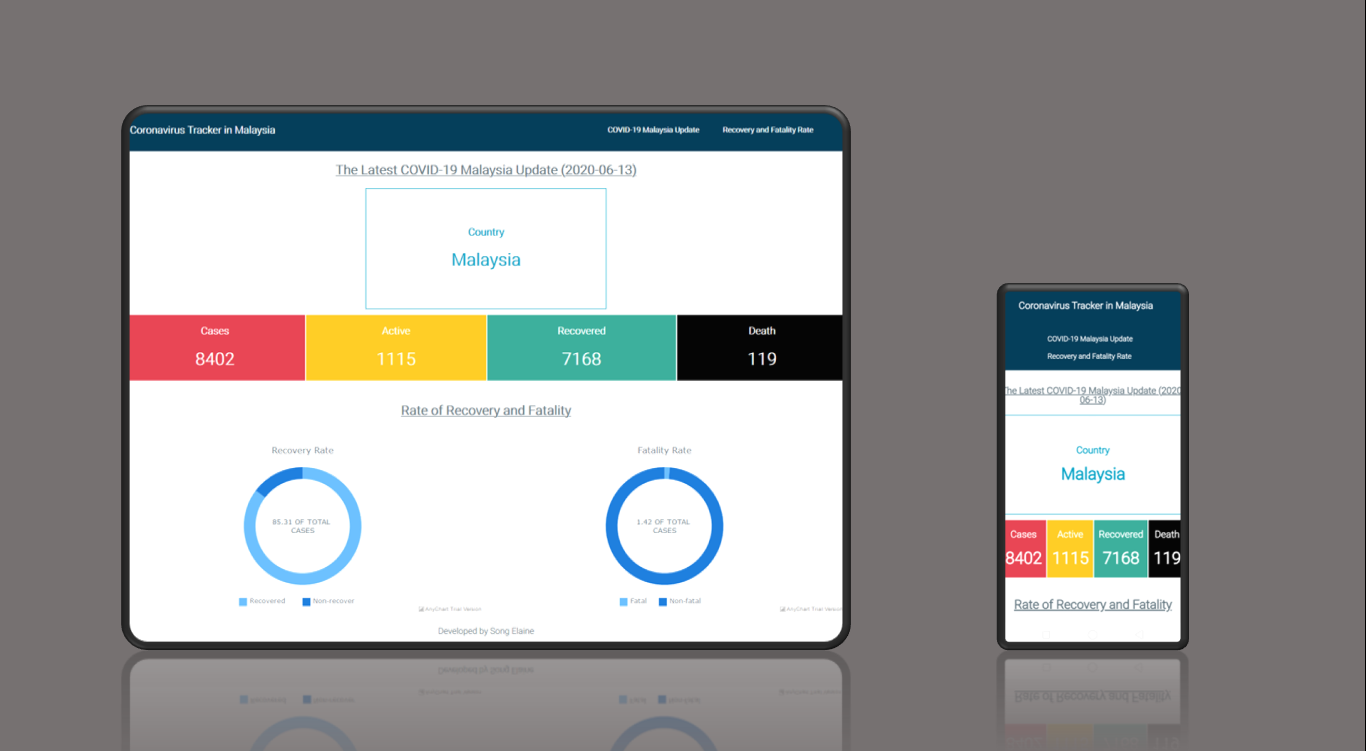 Coronavirus Tracker in Malaysia
COVID-19 Malaysia Update
Recovery and Fatality Rate
The Latest COVID-19 Malaysia Update (2020-06-13)
Country
Malaysia
Cases
Active
Recovered
Death
8402
1115
7168
119
Rate of Recovery and Fatality
Recovery Rate
Fatality Rate
85.31 OF TOTAL
CASES
1.42 OF TOTAL
CASES
Recovered
Non-recover
Fatal
Non-fatal
AnyChart Trial Version
AnyChart Trial Version
Developed by Song Elaine
Coronavirus Tracker in Malaysia
COVID-19 Malaysia Update
Recovery and Fatality Rate
The Latest COVID-19 Malaysia Update (2020
06-13)
Country
Malaysia
Cases
Active
Recovered
Death
8402
1115
7168
119
Rate of Recovery and Fatality